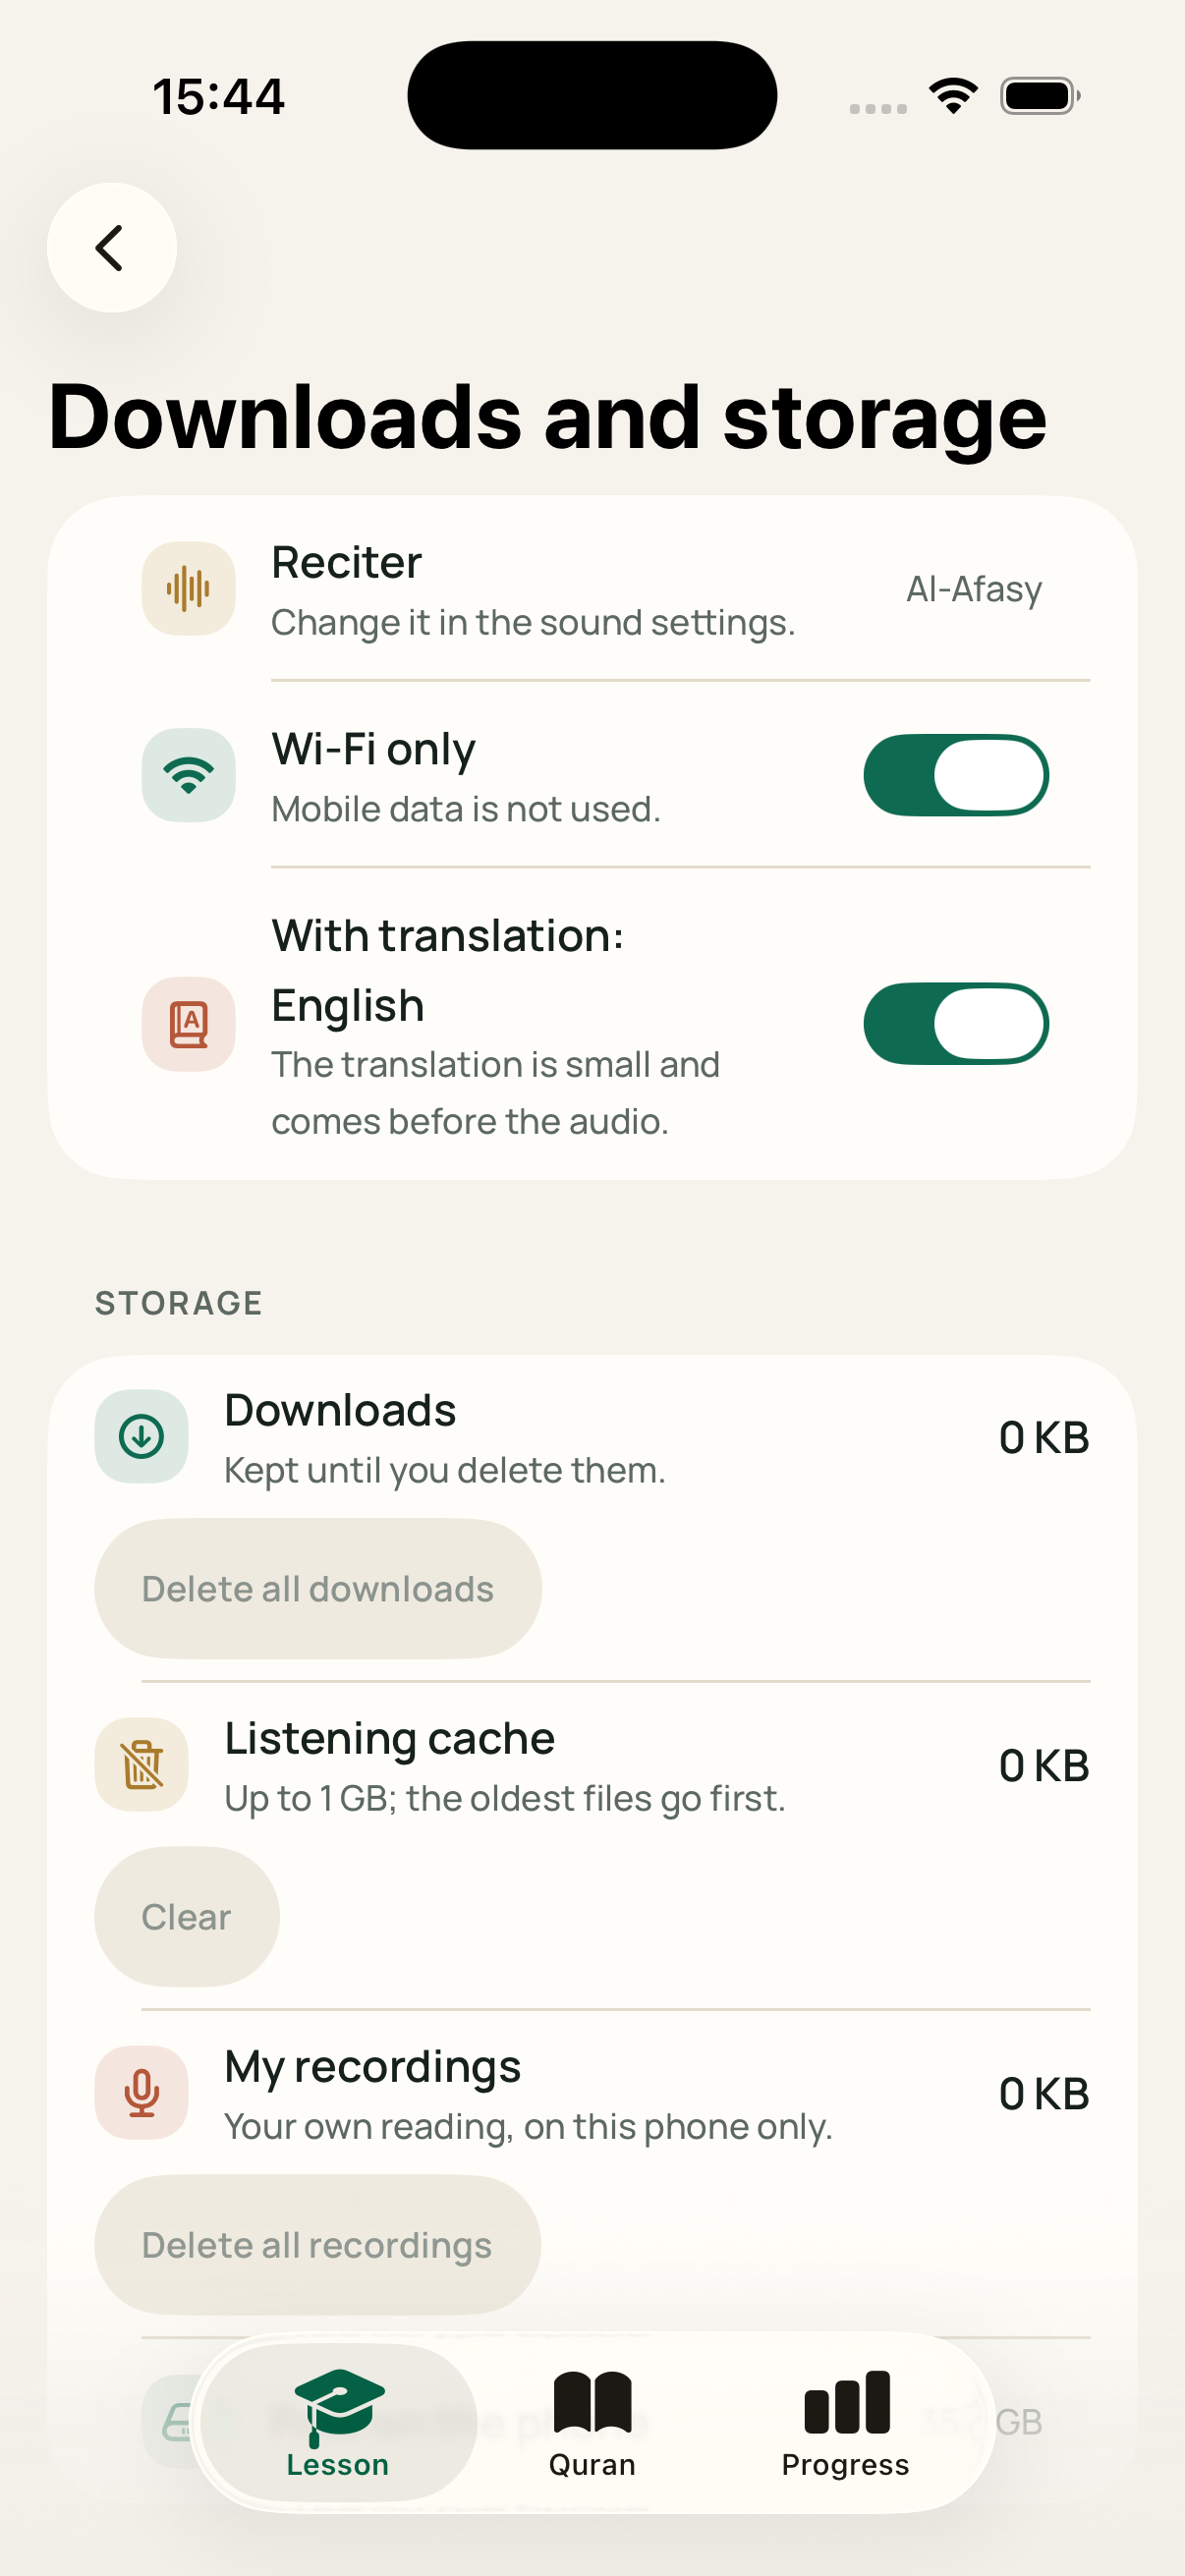 15:44
Downloads and storage
Reciter
Al-Afasy
Change it in the sound settings.
Wi-Fi only
Mobile data is not used.
With translation:
English
The translation is small and
comes before the audio.
STORAGE
Downloads
0 KB
Kept until you delete them.
Delete all downloads
Listening cache
0 KB
Up to 1 GB; the oldest files go first.
Clear
My recordings
0 KB
Your own reading, on this phone only.
Delete all recordings
GB
Lesson
Quran
Progress